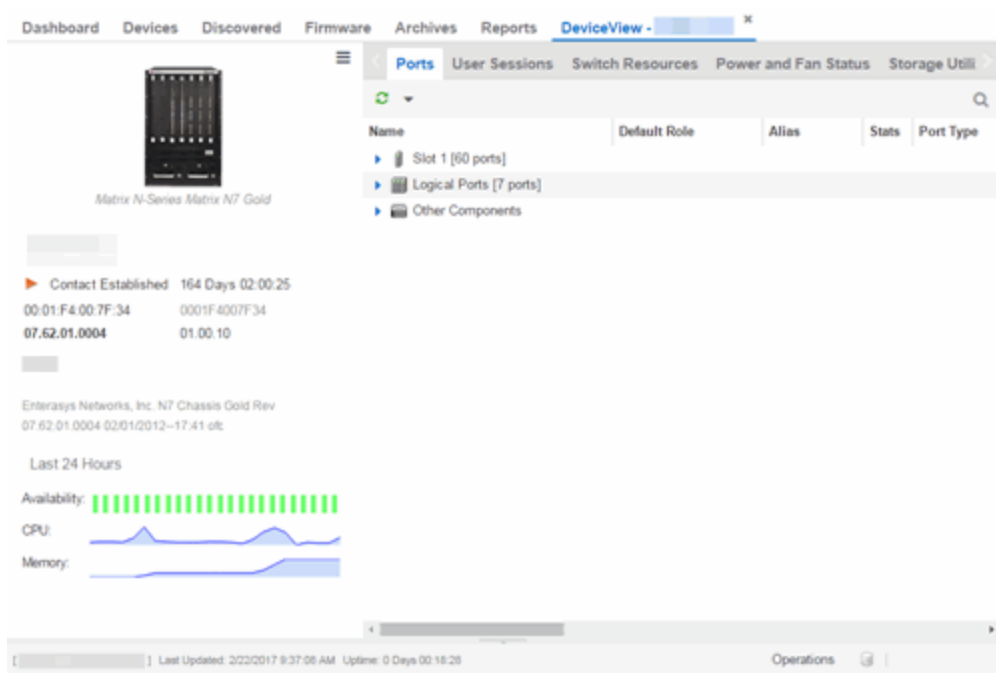 Dashboard Devices Discovered Firmware Archives Reports DeviceView -
Ports User Sessions Switch Resources Power and Fan Status Storage Utili
Name Default Role Alias Stats Port Type
Slot 1 [60 ports]
Logical Ports [7 ports]
Other Components
Matrix N-Series Matrix N7 Gold
Contact Established 164 Days 02:00:25
00:01:F4:00:7F:34 0001F4007F34
07.62.01.0004 01.00.10
Enterasys Networks, Inc. N7 Chassis Gold Rev
07.62.01.0004 02/01/2012--17:41 ofc
Last 24 Hours
Availability:
CPU:
Memory:
[ ] Last Updated: 2/22/2017 9:37:06 AM Uptime: 0 Days 00:18:26 Operations